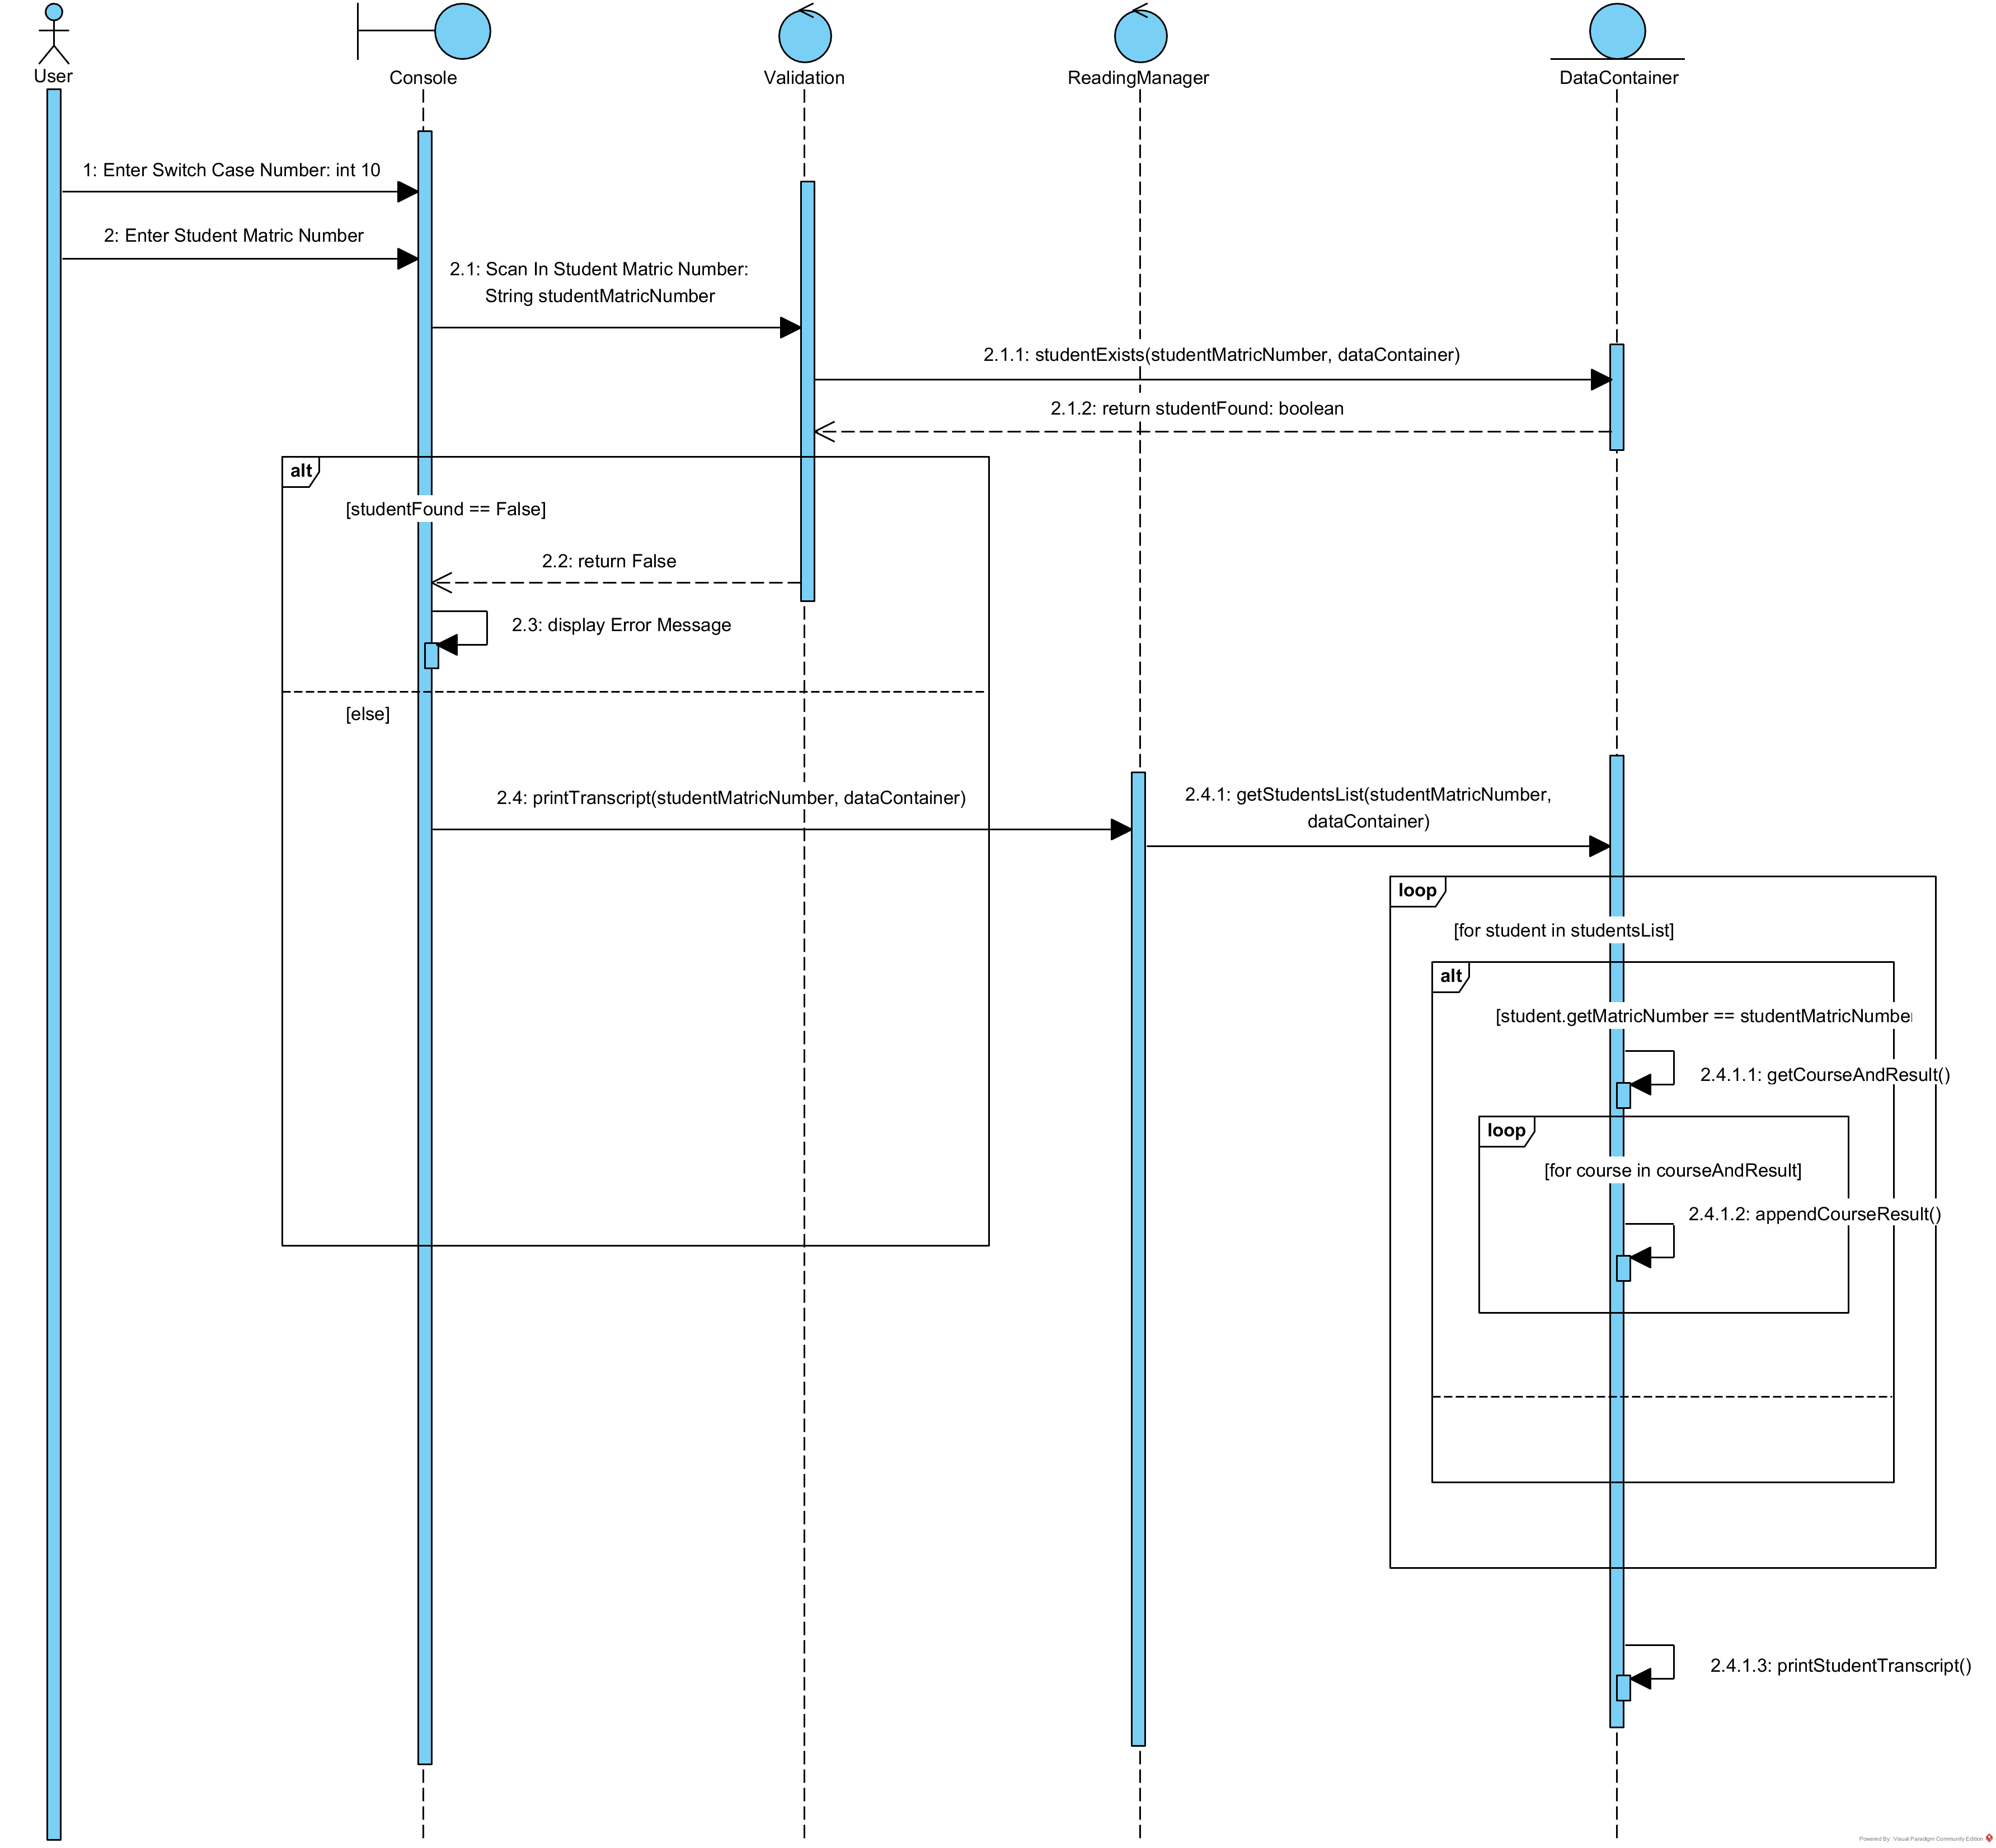 User
Console
Validation
ReadingManager
DataContainer
1: Enter Switch Case Number: int 10
2: Enter Student Matric Number
2.1: Scan In Student Matric Number:
String studentMatricNumber
2.1.1: studentExists(studentMatricNumber, dataContainer)
2.1.2: return studentFound: boolean
alt
[studentFound == False]
2.2: return False
2.3: display Error Message
[else]
2.4: printTranscript(studentMatricNumber, dataContainer)
2.4.1: getStudentsList(studentMatricNumber,
dataContainer)
loop
[for student in studentsList]
alt
[student.getMatricNumber == studentMatricNumber
2.4.1.1: getCourseAndResult()
loop
[for course in courseAndResult]
2.4.1.2: appendCourseResult()
2.4.1.3: printStudentTranscript()
Powered By: Visual Paradigm Community Edition